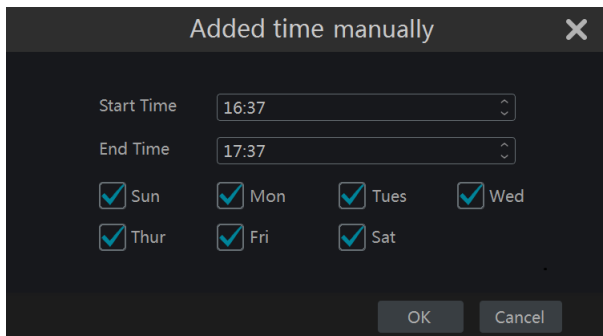 Added time manually
Start Time 16:37
End Time 17:37
Sun Mon Tues Wed
Thur Fri Sat
OK Cancel